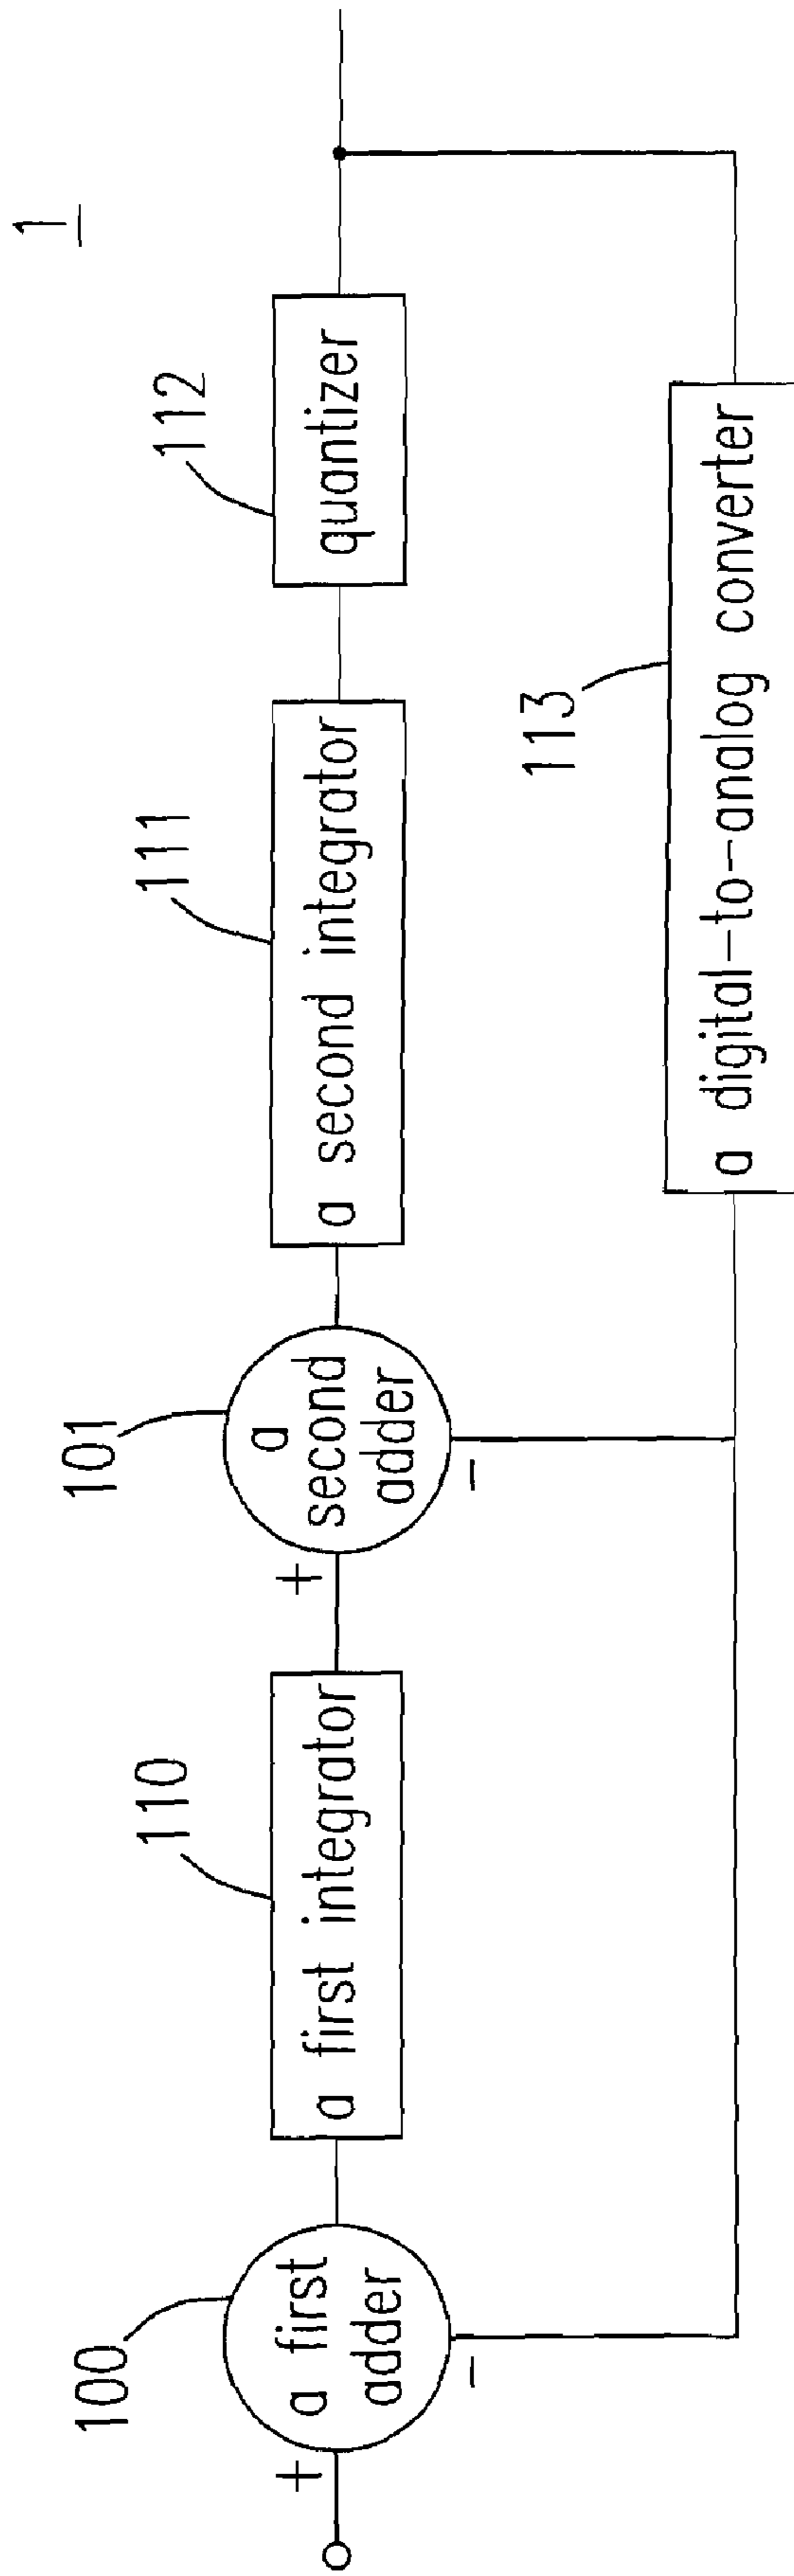 1
100
a first
adder
+
−
110
a first integrator
101
a
second
adder
+
−
111
a second integrator
112
quantizer
113
a digital-to-analog converter